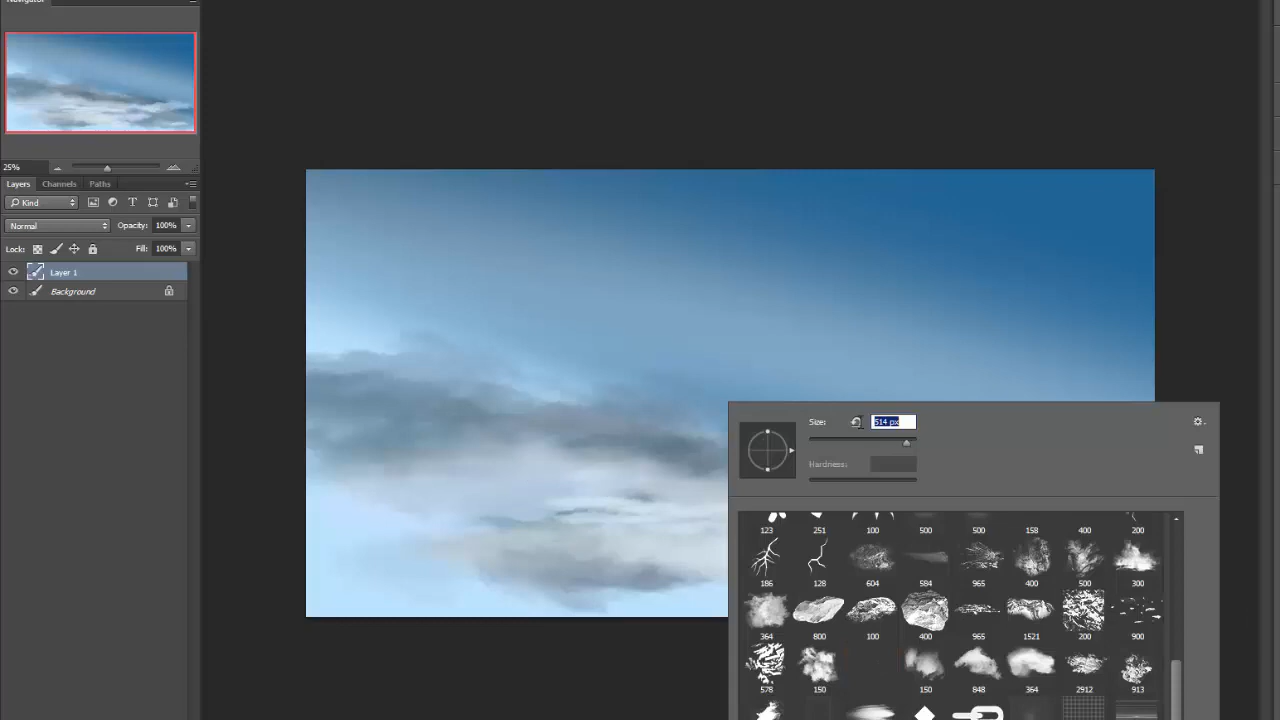 Navigator
25%
Layers Channels Paths
Kind
Normal Opacity: 100%
Lock: Fill: 100%
Layer 1
Background
Size: 514 px
Hardness:
123 251 100 500 500 158 400 200
186 128 604 584 965 400 500 300
364 800 100 400 965 1521 200 900
578 150 150 848 364 2912 913